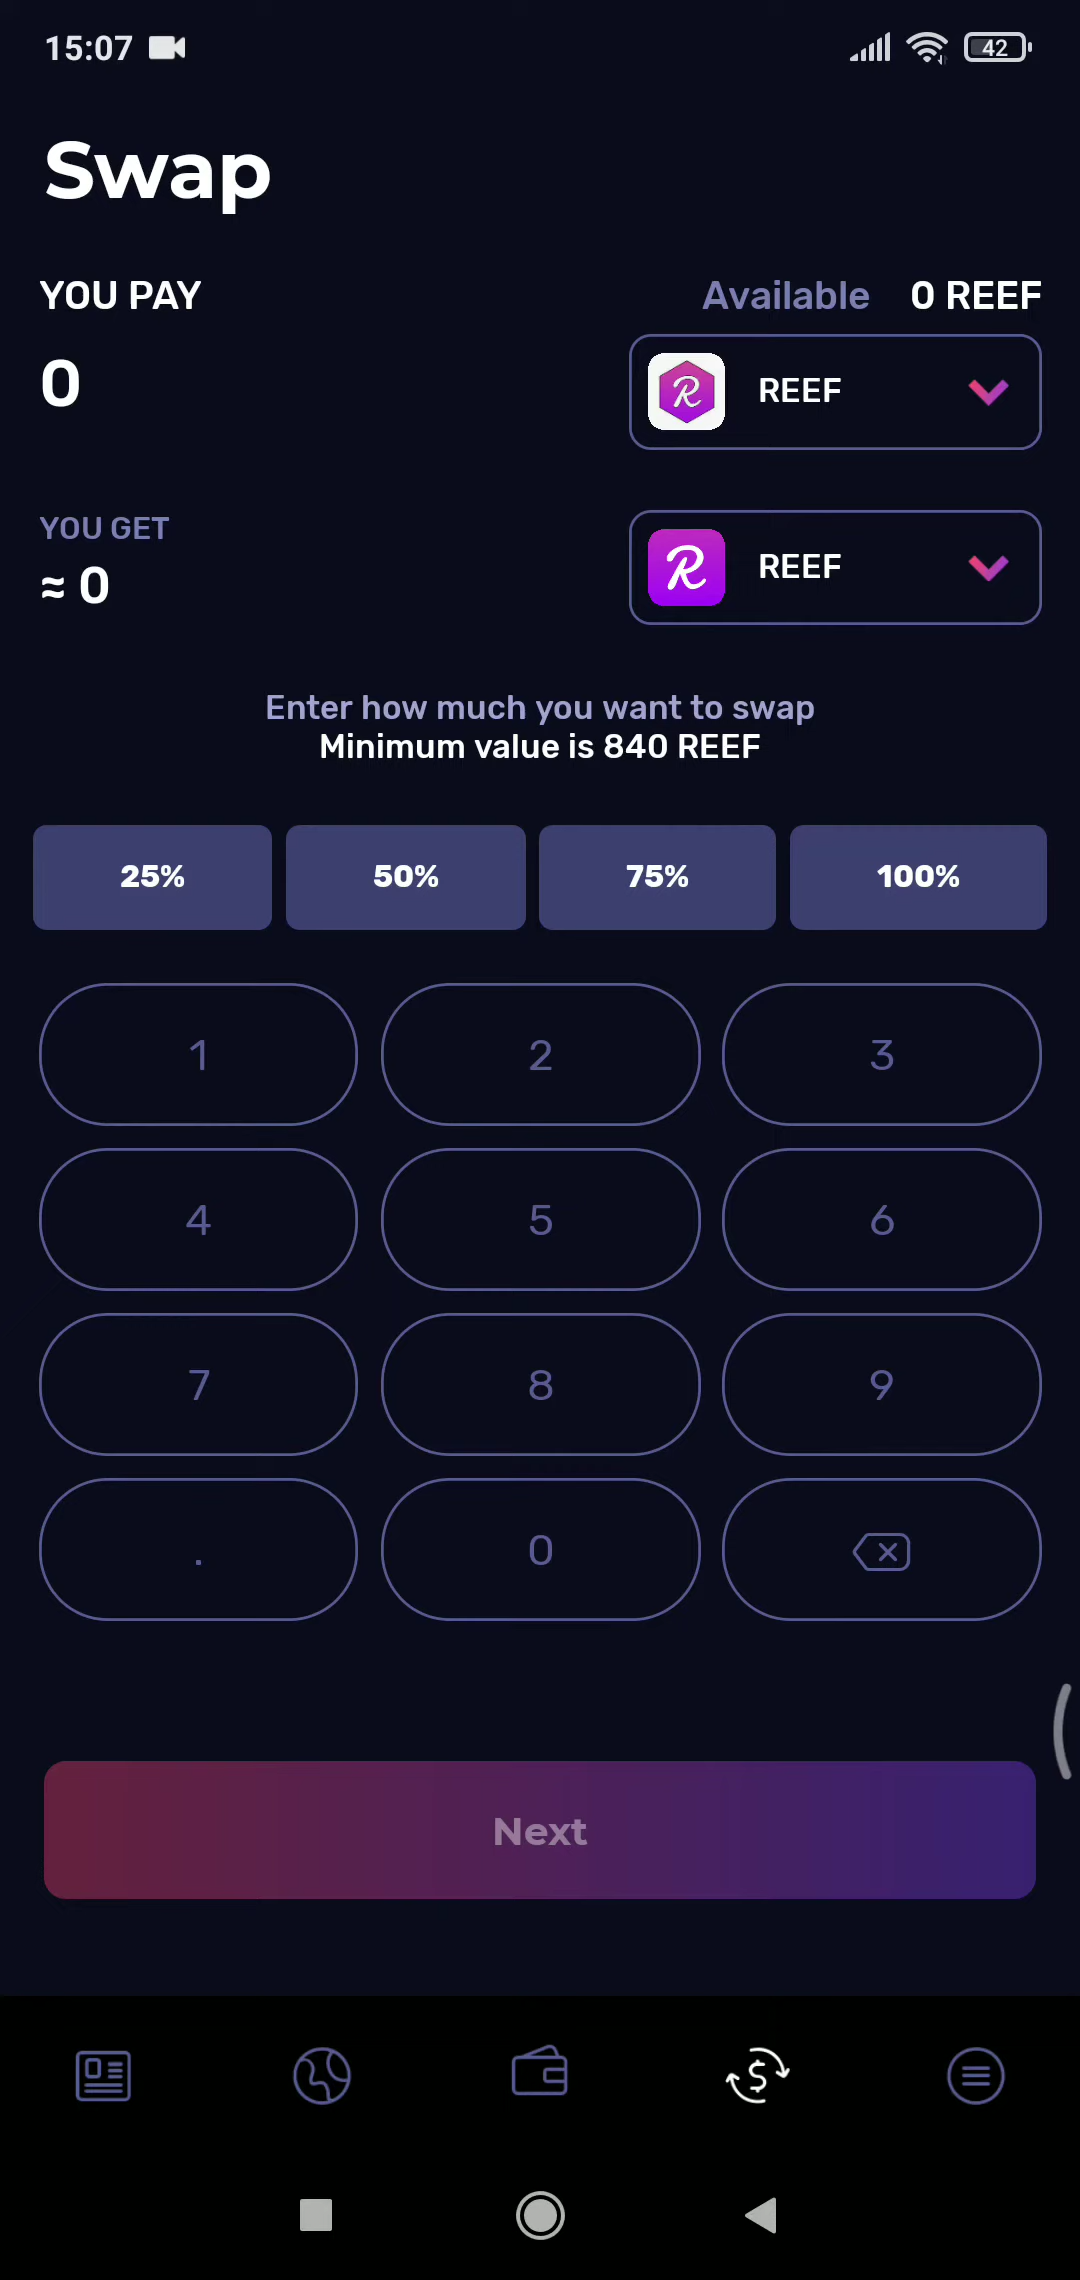 15:07
42
Swap
YOU PAY
Available 0 REEF
0
REEF
YOU GET
≈ 0
REEF
Enter how much you want to swap
Minimum value is 840 REEF
25% 50% 75% 100%
1 2 3
4 5 6
7 8 9
. 0
Next